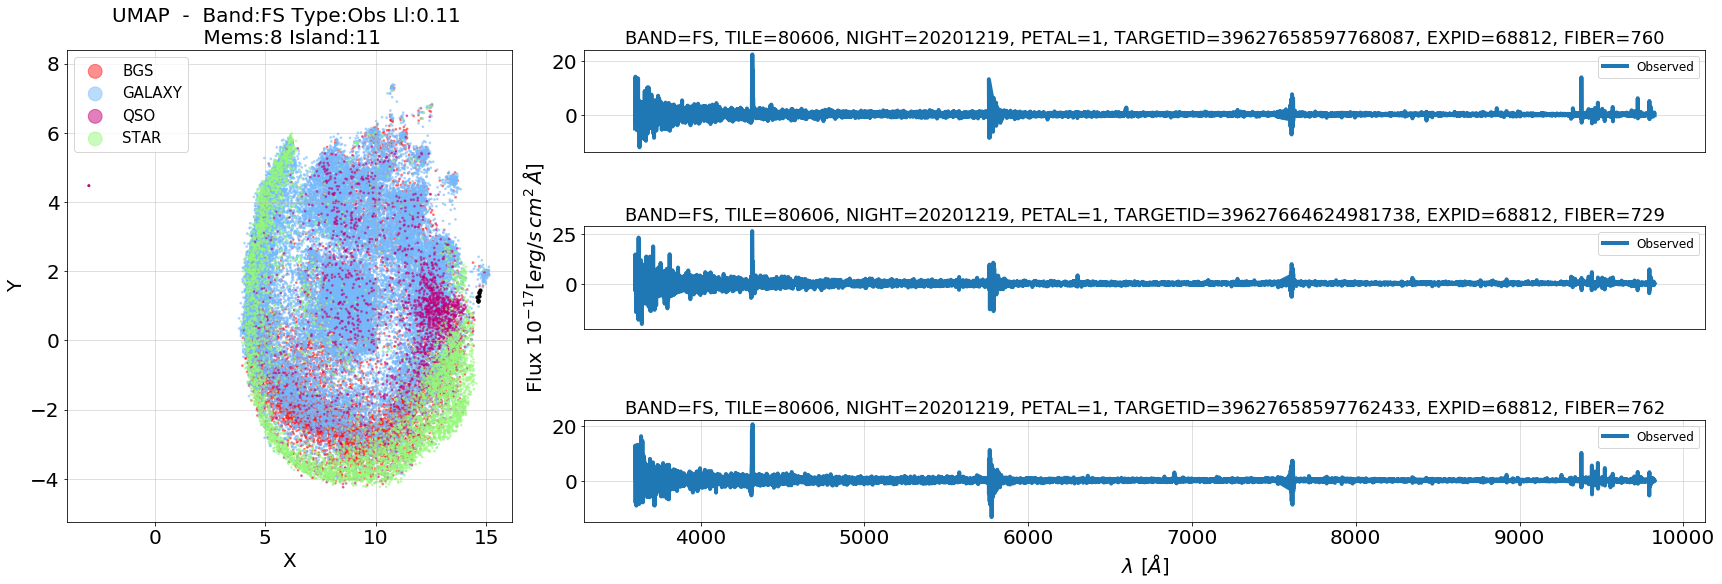 UMAP - Band:FS Type:Obs Ll:0.11
Mems:8 Island:11
BGS
GALAXY
QSO
STAR
8
6
4
2
0
−2
−4
Y
0
5
10
15
X
Flux 10^{-17}[erg/s cm^2 Å]
BAND=FS, TILE=80606, NIGHT=20201219, PETAL=1, TARGETID=39627658597768087, EXPID=68812, FIBER=760
Observed
20
0
BAND=FS, TILE=80606, NIGHT=20201219, PETAL=1, TARGETID=39627664624981738, EXPID=68812, FIBER=729
Observed
25
0
BAND=FS, TILE=80606, NIGHT=20201219, PETAL=1, TARGETID=39627658597762433, EXPID=68812, FIBER=762
Observed
20
0
4000
5000
6000
7000
8000
9000
10000
λ [Å]